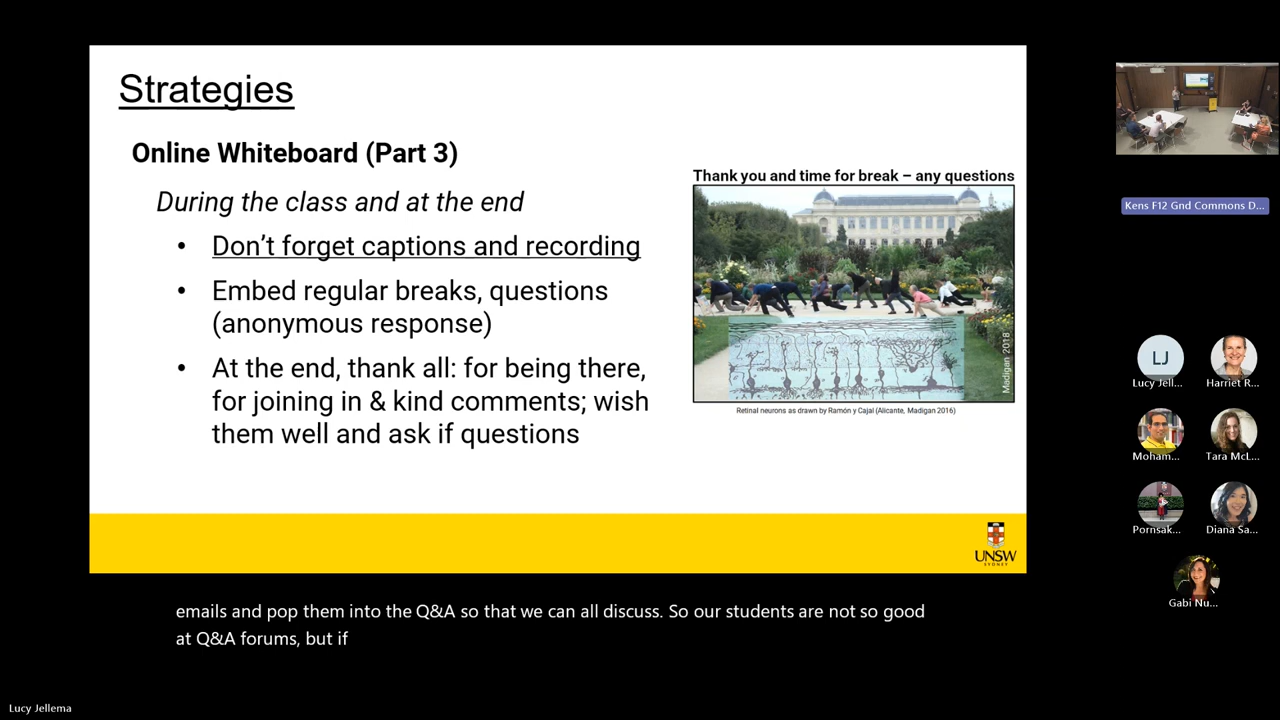 Strategies
Online Whiteboard (Part 3)
During the class and at the end
• Don't forget captions and recording
• Embed regular breaks, questions
(anonymous response)
• At the end, thank all: for being there,
for joining in & kind comments; wish
them well and ask if questions
Thank you and time for break – any questions
Madigan 2018
Retinal neurons as drawn by Ramón y Cajal (Alicante, Madigan 2016)
UNSW
SYDNEY
emails and pop them into the Q&A so that we can all discuss. So our students are not so good
at Q&A forums, but if
Lucy Jellema
Kens F12 Gnd Commons D...
LJ
Lucy Jell...
Harriet R...
Moham...
Tara McL...
Pornsak...
Diana Sa...
Gabi Nu...